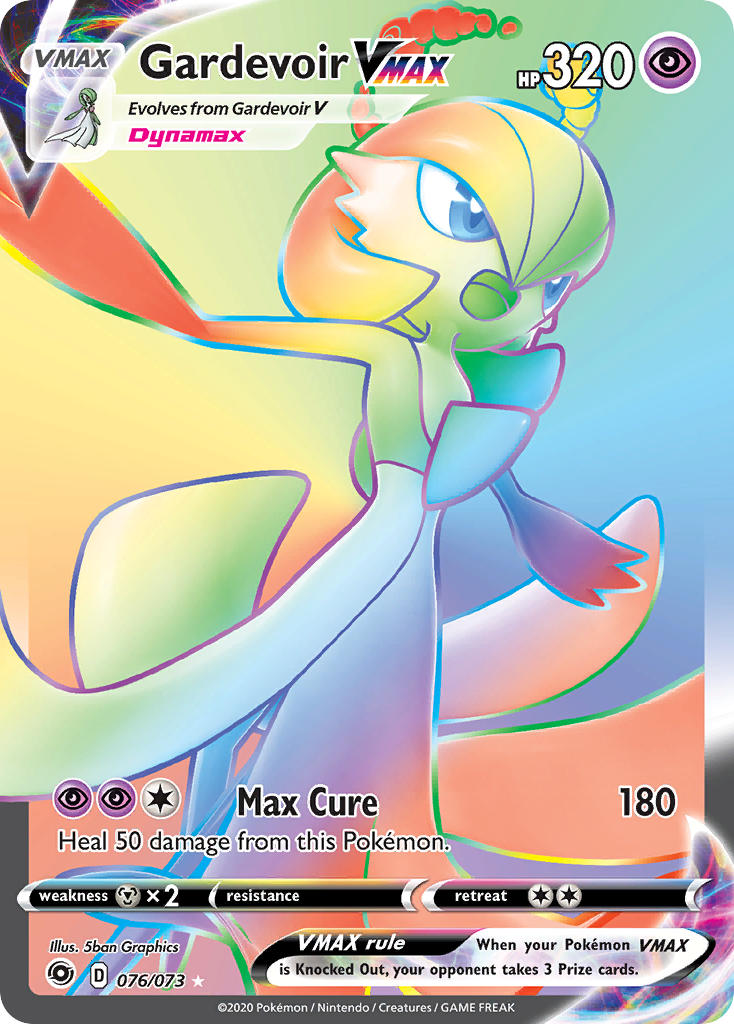 VMAX
Gardevoir VMAX
HP 320
Evolves from Gardevoir V
Dynamax
Max Cure 180
Heal 50 damage from this Pokémon.
weakness ×2 resistance retreat
Illus. 5ban Graphics
VMAX rule When your Pokémon VMAX
is Knocked Out, your opponent takes 3 Prize cards.
D 076/073
©2020 Pokémon / Nintendo / Creatures / GAME FREAK